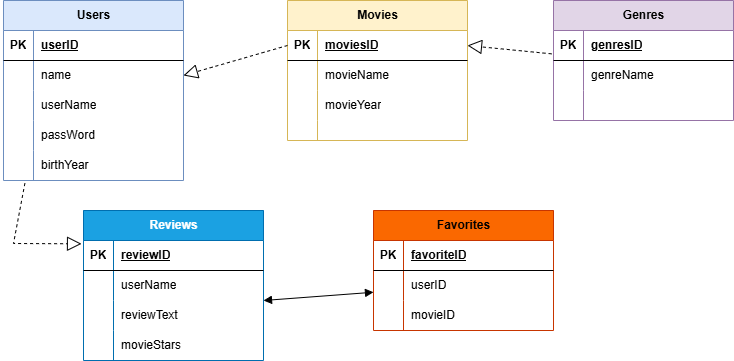 Users
PK userID
name
userName
passWord
birthYear
Movies
PK moviesID
movieName
movieYear
Genres
PK genresID
genreName
Reviews
PK reviewID
userName
reviewText
movieStars
Favorites
PK favoriteID
userID
movieID